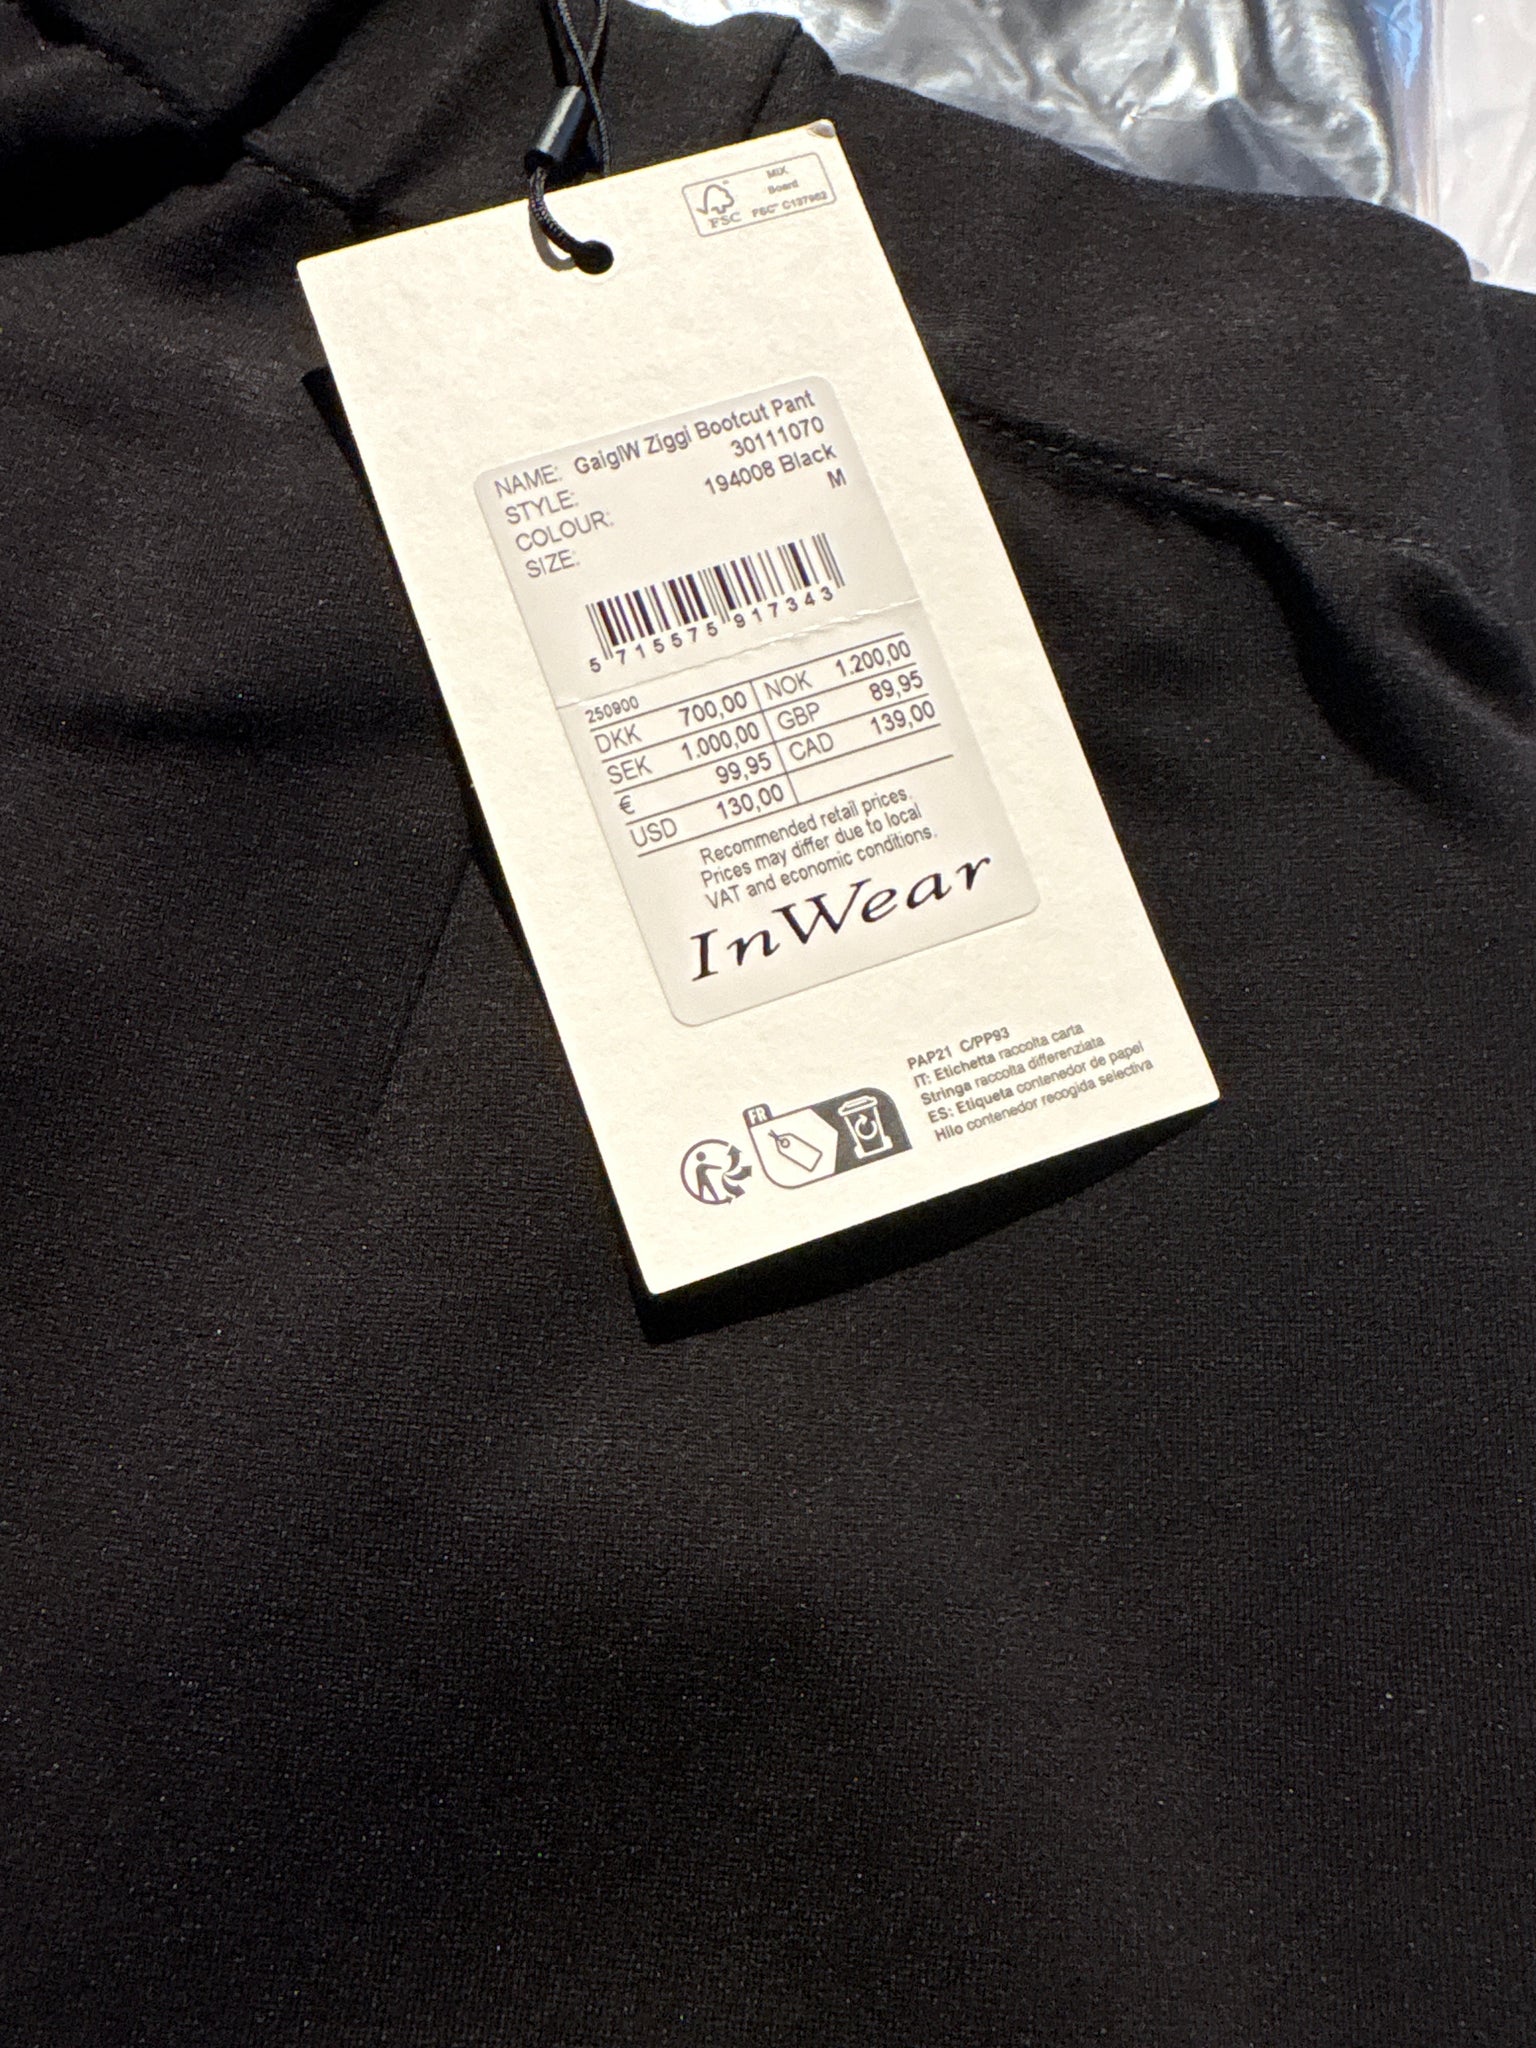 MIX
Board
FSC® C137962
FSC
NAME: GaigIW Ziggi Bootcut Pant
STYLE: 30111070
COLOUR: 194008 Black
SIZE: M
5 715575 917343
250900
DKK 700,00 NOK 1.200,00
SEK 1.000,00 GBP 89,95
€ 99,95 CAD 139,00
USD 130,00
Recommended retail prices.
Prices may differ due to local
VAT and economic conditions.
InWear
PAP21 C/PP93
IT: Etichetta raccolta carta
Stringa raccolta differenziata
ES: Etiqueta contenedor de papel
Hilo contenedor recogida selectiva
FR